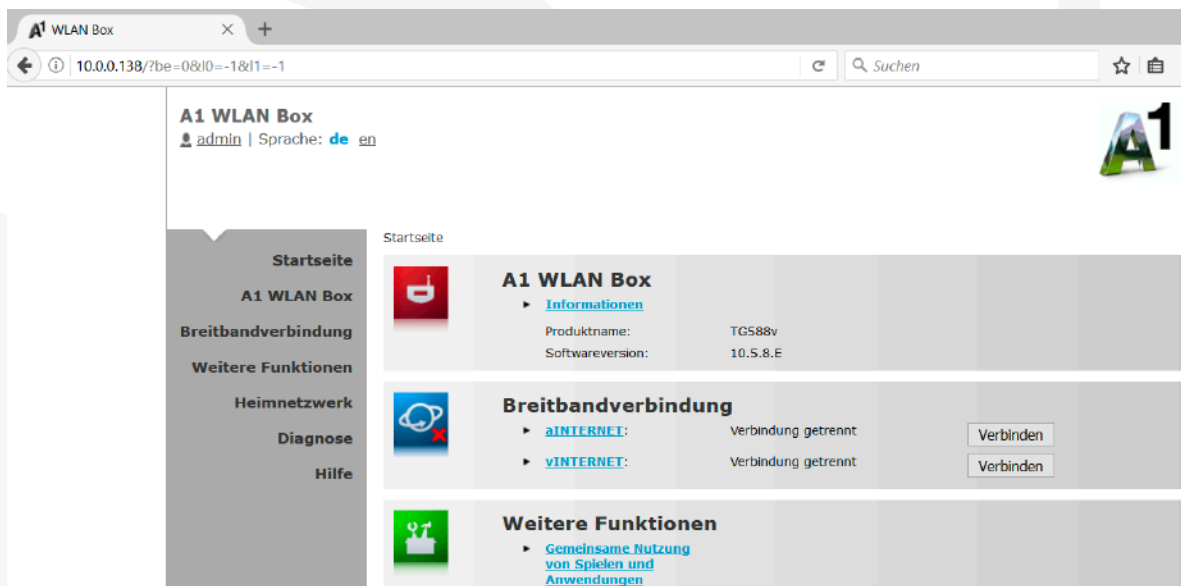 A1 WLAN Box
10.0.0.138/?be=0&l0=-1&l1=-1
Suchen
A1 WLAN Box
admin | Sprache: de en
A1
Startseite
A1 WLAN Box
Breitbandverbindung
Weitere Funktionen
Heimnetzwerk
Diagnose
Hilfe
Startseite
A1 WLAN Box
Informationen
Produktname: TG588v
Softwareversion: 10.5.8.E
Breitbandverbindung
aINTERNET: Verbindung getrennt Verbinden
vINTERNET: Verbindung getrennt Verbinden
Weitere Funktionen
Gemeinsame Nutzung
von Spielen und
Anwendungen